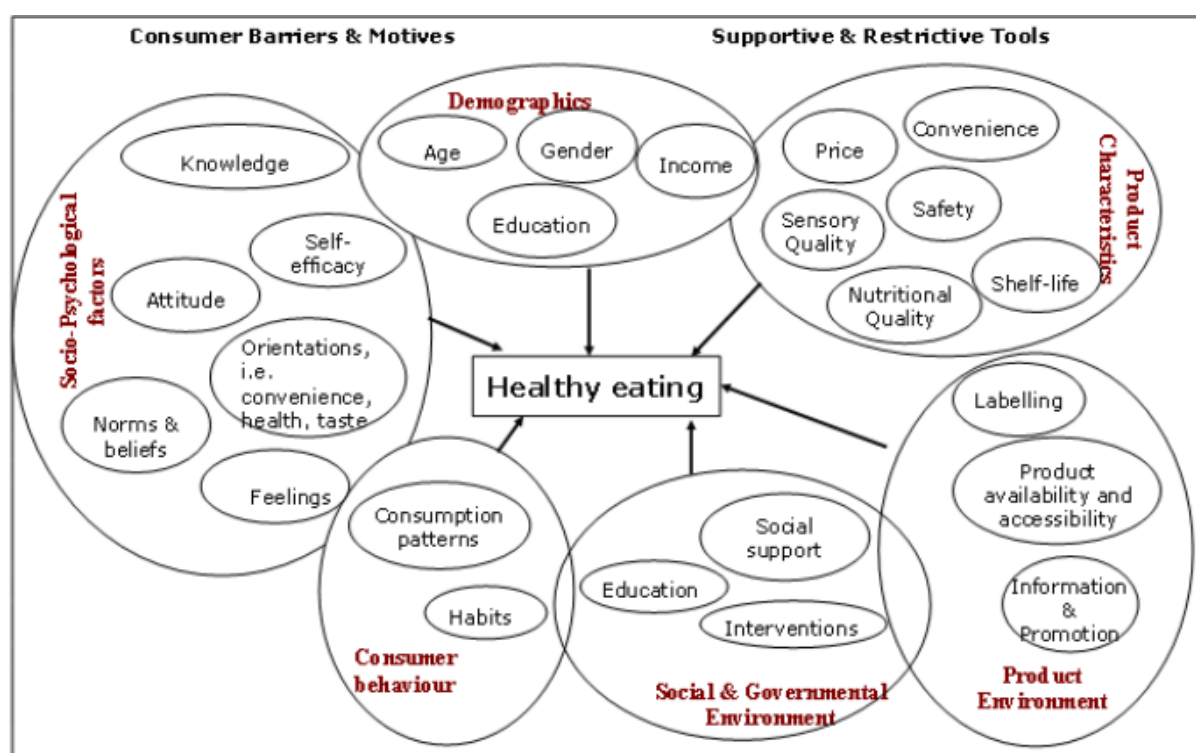 Consumer Barriers & Motives
Supportive & Restrictive Tools
Socio-Psychological
factors
Knowledge
Self-
efficacy
Attitude
Orientations,
i.e.
convenience,
health, taste
Norms &
beliefs
Feelings
Demographics
Age
Gender
Income
Education
Product
Characteristics
Price
Convenience
Sensory
Quality
Safety
Nutritional
Quality
Shelf-life
Healthy eating
Consumption
patterns
Habits
Consumer
behaviour
Social
support
Education
Interventions
Social & Governmental
Environment
Labelling
Product
availability and
accessibility
Information
&
Promotion
Product
Environment